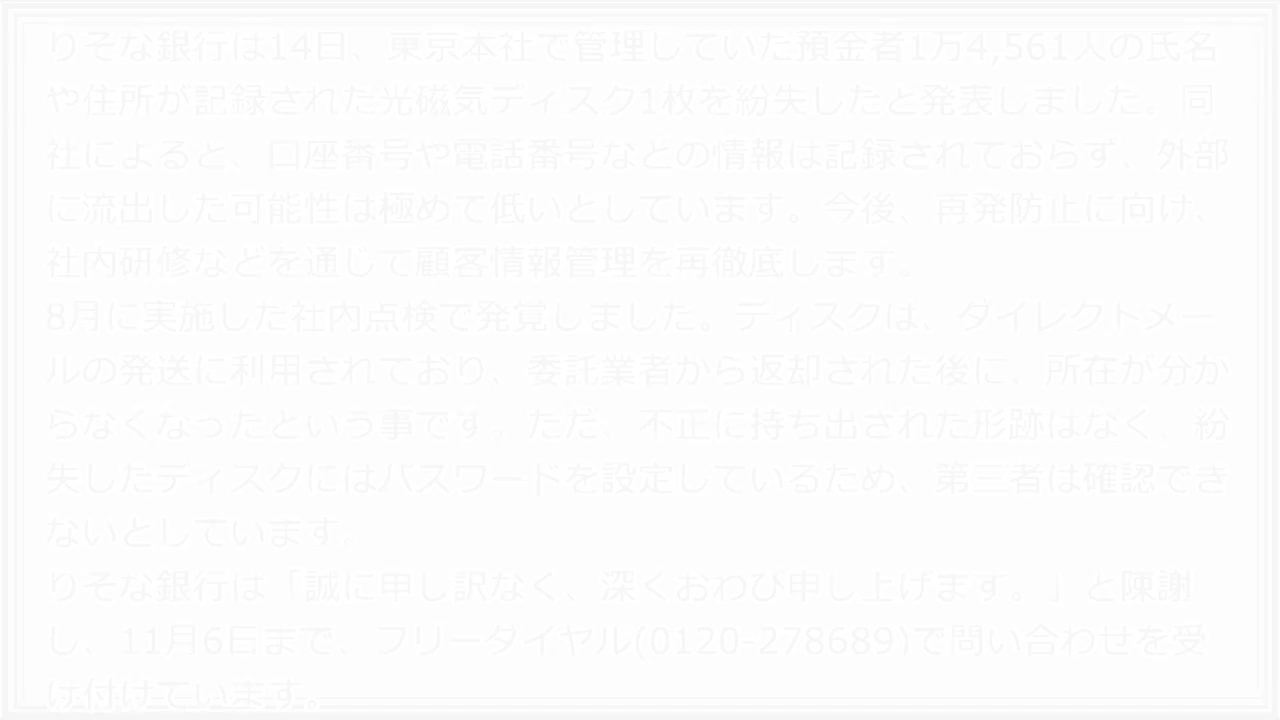 りそな銀行は14日、東京本社で管理していた預金者1万4,561人の氏名
や住所が記録された光磁気ディスク1枚を紛失したと発表しました、同
社によると、口座番号や電話番号などの情報は記録されておらず、外部
に流出した可能性は極めて低いとしています。今後、再発防止に向け、
社内研修などを通じて顧客情報管理を再徹底します。
8月に実施した社内点検で発覚しました。ディスクは、ダイレクトメー
ルの発送に利用されており、委託業者から返却された後に、所在が分か
らなくなったという事です。ただ、不正に持ち出された形跡はなく、紛
失したディスクにはパスワードを設定しているため、第三者は確認でき
ないとしています。
りそな銀行は「誠に申し訳なく、深くおわび申し上げます。」と陳謝
し、11月6日まで、フリーダイヤル(0120-278689)で問い合わせを受
け付けています。